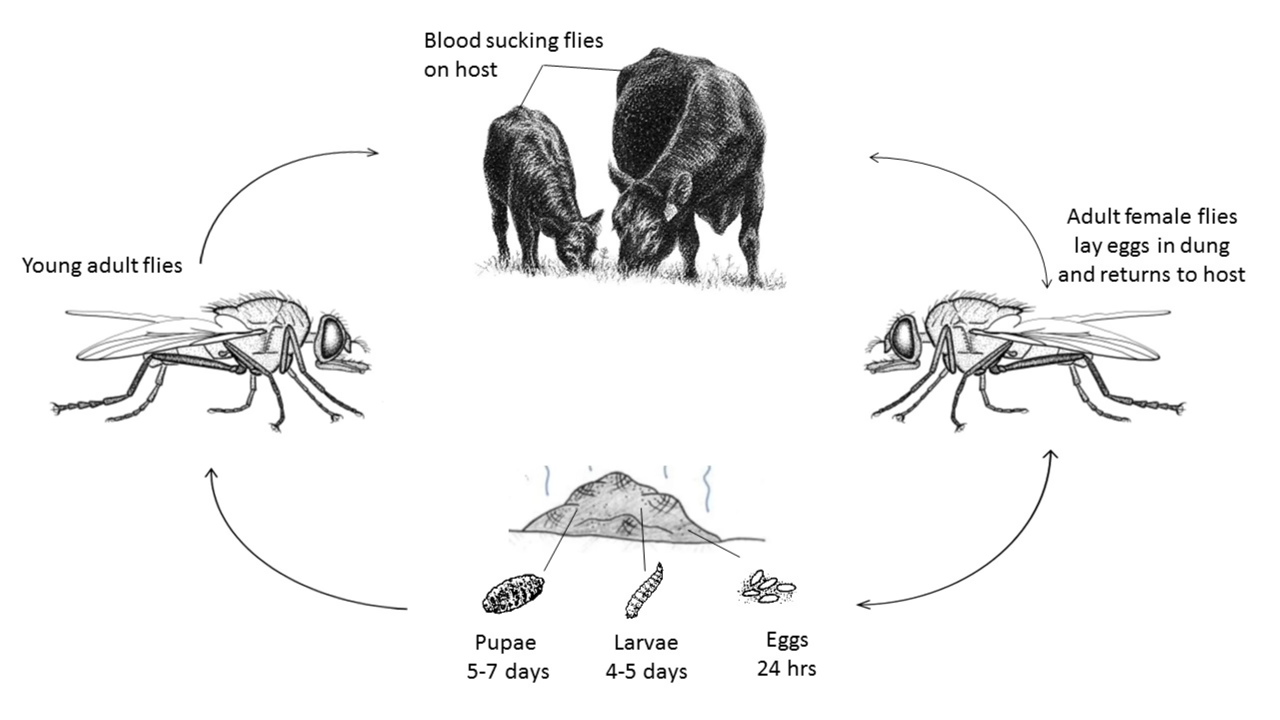 Blood sucking flies
on host
Adult female flies
lay eggs in dung
and returns to host
Young adult flies
Pupae
5-7 days
Larvae
4-5 days
Eggs
24 hrs